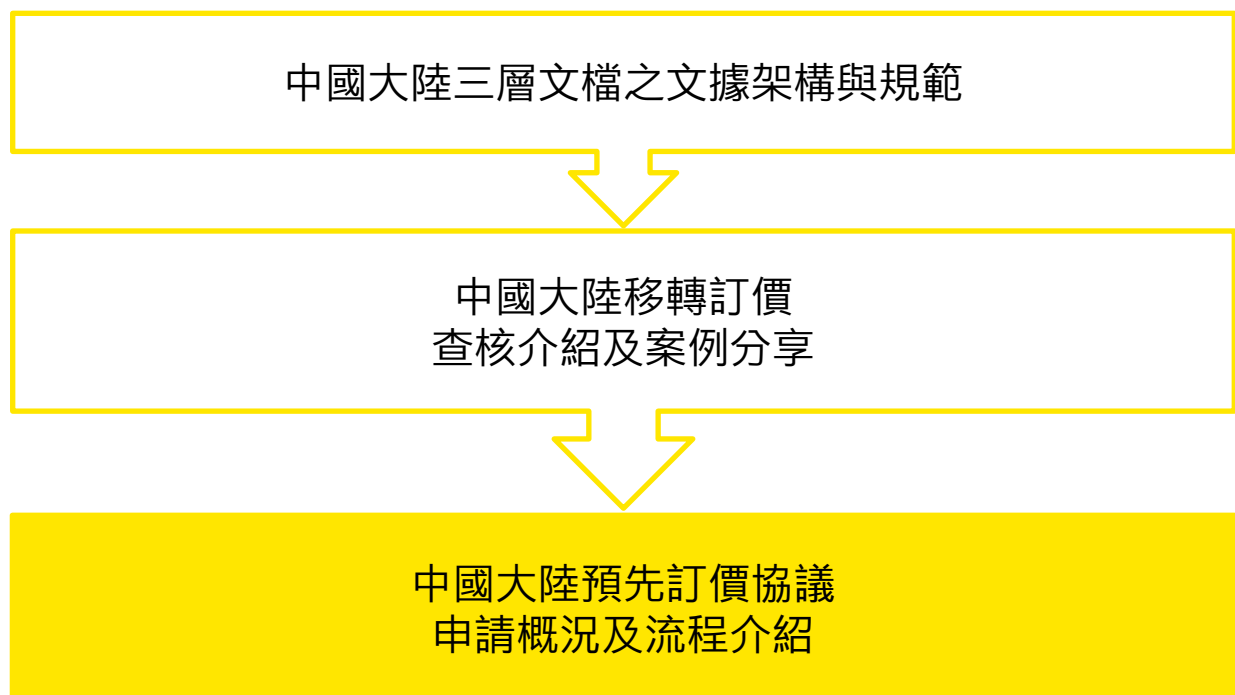 中國大陸三層文檔之文據架構與規範
中國大陸移轉訂價
查核介紹及案例分享
中國大陸預先訂價協議
申請概況及流程介紹